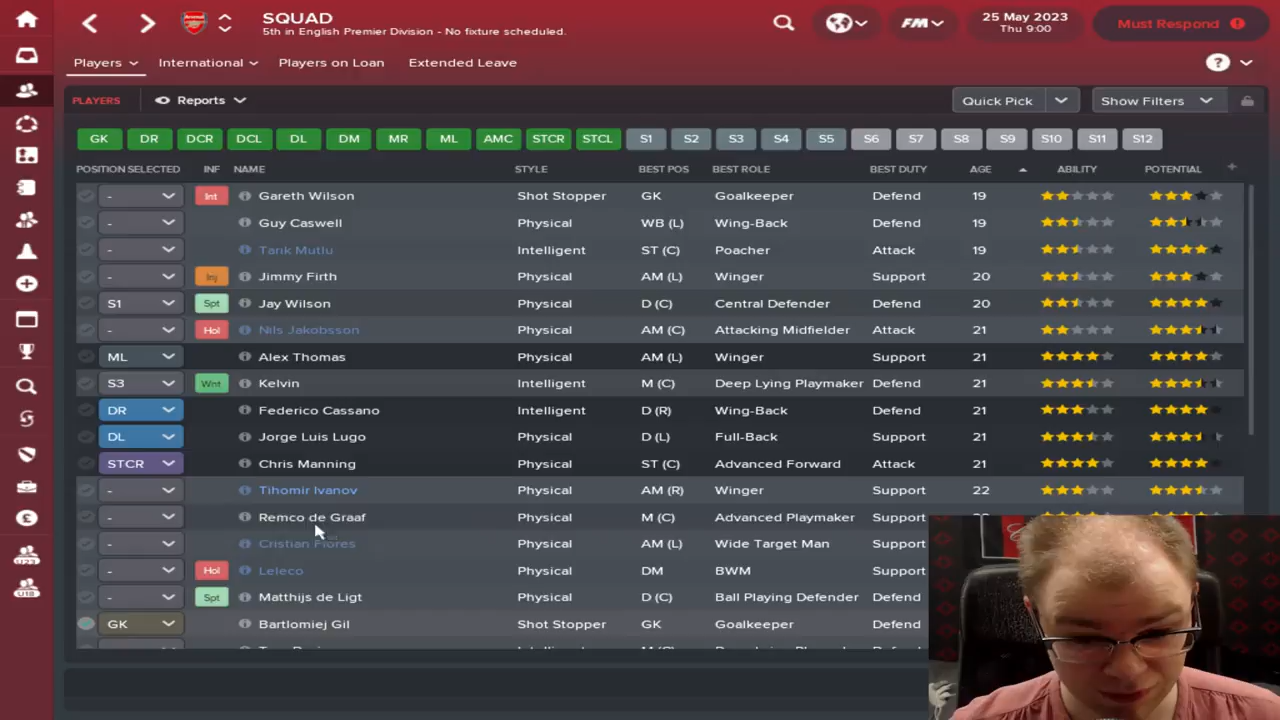 SQUAD
5th in English Premier Division - No fixture scheduled.
FM
25 May 2023
Thu 9:00
Must Respond
Players
International
Players on Loan
Extended Leave
PLAYERS
Reports
Quick Pick
Show Filters
GK DR DCR DCL DL DM MR ML AMC STCR STCL S1 S2 S3 S4 S5 S6 S7 S8 S9 S10 S11 S12
POSITION SELECTED INF NAME STYLE BEST POS BEST ROLE BEST DUTY AGE ABILITY POTENTIAL
- Int Gareth Wilson Shot Stopper GK Goalkeeper Defend 19
- Guy Caswell Physical WB (L) Wing-Back Defend 19
- Tarık Mutlu Intelligent ST (C) Poacher Attack 19
- Inj Jimmy Firth Physical AM (L) Winger Support 20
S1 Spt Jay Wilson Physical D (C) Central Defender Defend 20
- Hol Nils Jakobsson Physical AM (C) Attacking Midfielder Attack 21
ML Alex Thomas Physical AM (L) Winger Support 21
S3 Wnt Kelvin Intelligent M (C) Deep Lying Playmaker Defend 21
DR Federico Cassano Intelligent D (R) Wing-Back Defend 21
DL Jorge Luis Lugo Physical D (L) Full-Back Support 21
STCR Chris Manning Physical ST (C) Advanced Forward Attack 21
- Tihomir Ivanov Physical AM (R) Winger Support 22
- Remco de Graaf Physical M (C) Advanced Playmaker Support
- Cristian Flores Physical AM (L) Wide Target Man Support
- Hol Leleco Physical DM BWM Support
- Spt Matthijs de Ligt Physical D (C) Ball Playing Defender Defend
GK Bartlomiej Gil Shot Stopper GK Goalkeeper Defend
U23
U18